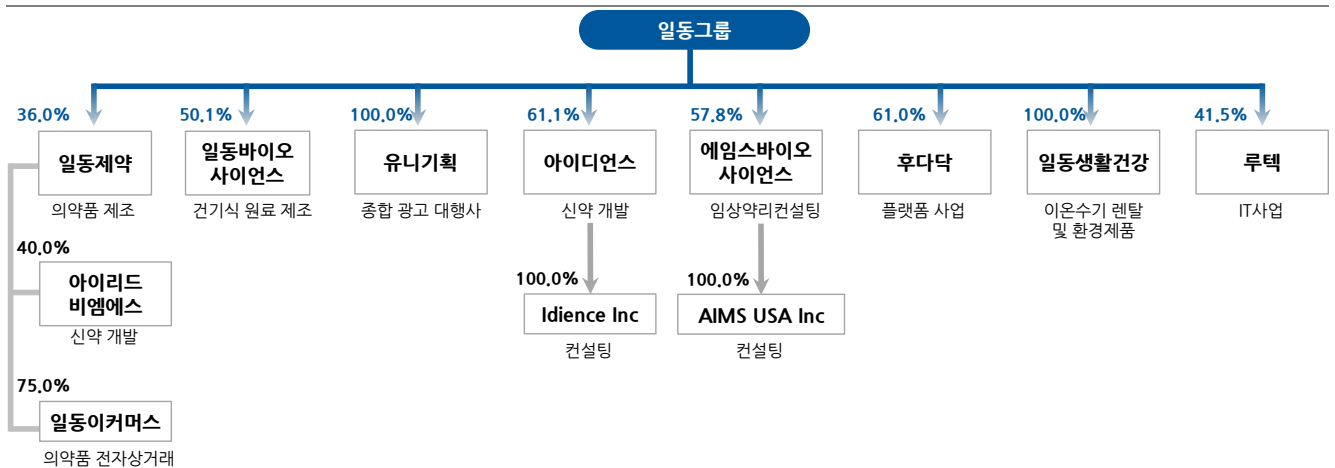 일동그룹
36.0%
50.1%
100.0%
61.1%
57.8%
61.0%
100.0%
41.5%
일동제약
일동바이오
사이언스
유니기획
아이디언스
에임스바이오
사이언스
후다닥
일동생활건강
루텍
의약품 제조
건기식 원료 제조
종합 광고 대행사
신약 개발
임상약리컨설팅
플랫폼 사업
이온수기 렌탈
및 환경제품
IT사업
40.0%
아이리드
비엠에스
신약 개발
100.0%
Idience Inc
컨설팅
100.0%
AIMS USA Inc
컨설팅
75.0%
일동이커머스
의약품 전자상거래